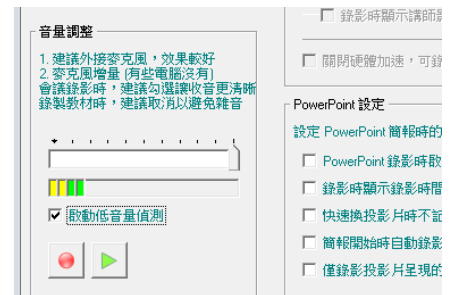 音量調整
1. 建議外接麥克風，效果較好
2. 麥克風增量 (有些電腦沒有)
會議錄影時，建議勾選讓收音更清晰
錄製教材時，建議取消以避免雜音
啟動低音量偵測
錄影時顯示講師影
關閉硬體加速，可錄
PowerPoint 設定
設定 PowerPoint 簡報時的
PowerPoint 錄影時啟
錄影時顯示錄影時間
快速換投影片時不記
簡報開始時自動錄影
僅錄影投影片呈現的